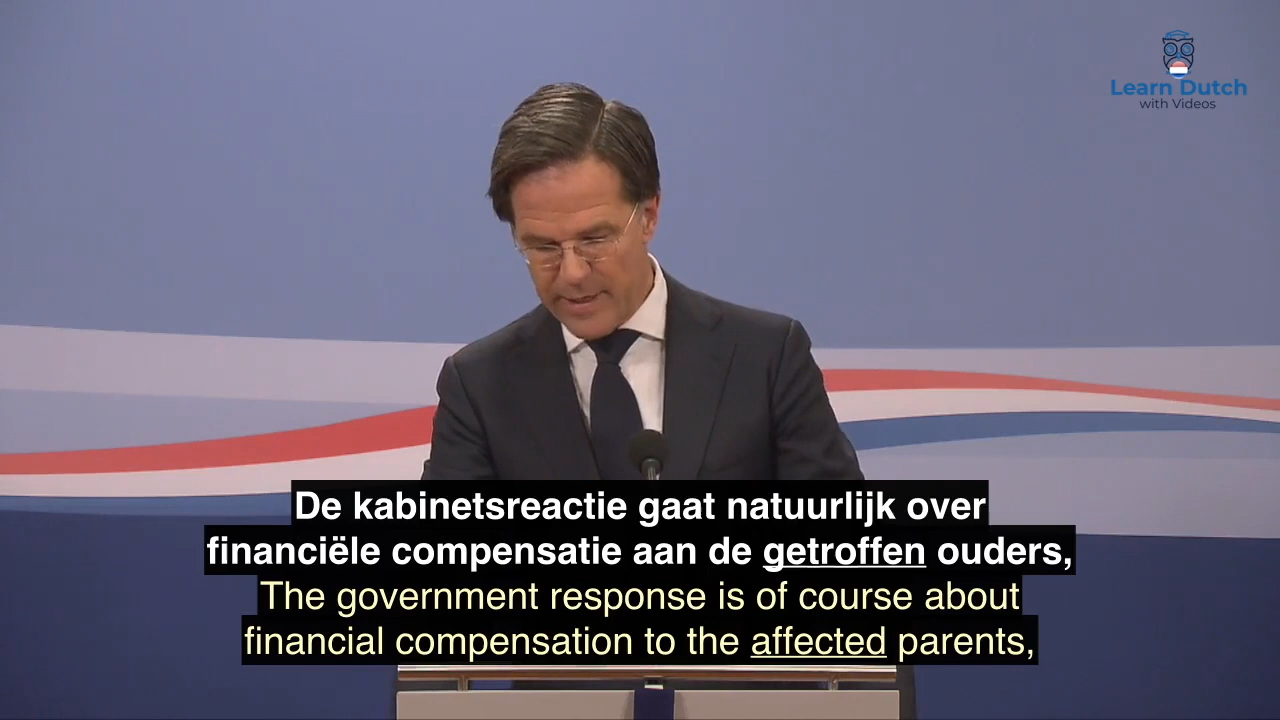 Learn Dutch
with Videos
De kabinetsreactie gaat natuurlijk over
financiële compensatie aan de getroffen ouders,
The government response is of course about
financial compensation to the affected parents,